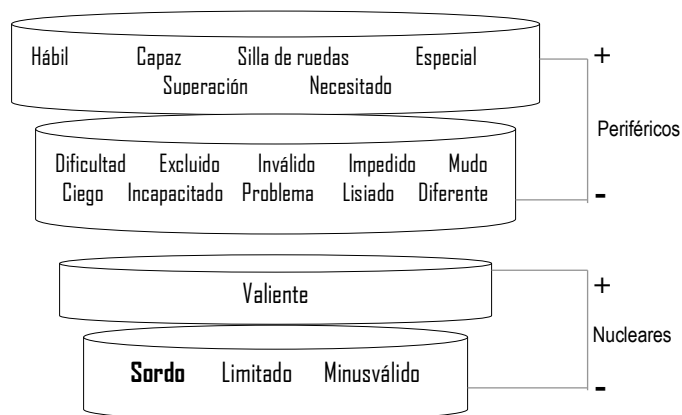 Hábil Capaz Silla de ruedas Especial
Superación Necesitado
+
Periféricos
Dificultad Excluido Inválido Impedido Mudo
Ciego Incapacitado Problema Lisiado Diferente
-
Valiente
+
Nucleares
Sordo Limitado Minusválido
-